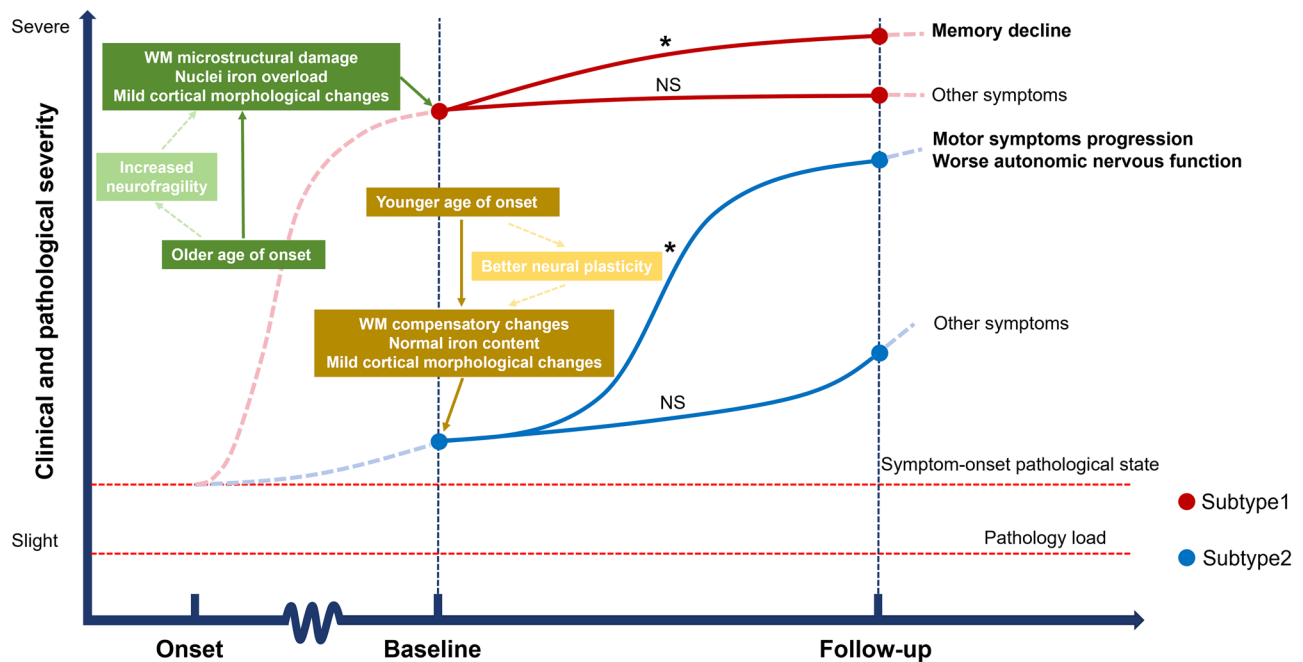 Severe
Clinical and pathological severity
Slight
WM microstructural damage
Nuclei iron overload
Mild cortical morphological changes
Increased
neurofragility
Older age of onset
Younger age of onset
Better neural plasticity
WM compensatory changes
Normal iron content
Mild cortical morphological changes
*
NS
*
NS
Memory decline
Other symptoms
Motor symptoms progression
Worse autonomic nervous function
Other symptoms
Symptom-onset pathological state
Pathology load
Subtype1
Subtype2
Onset
Baseline
Follow-up